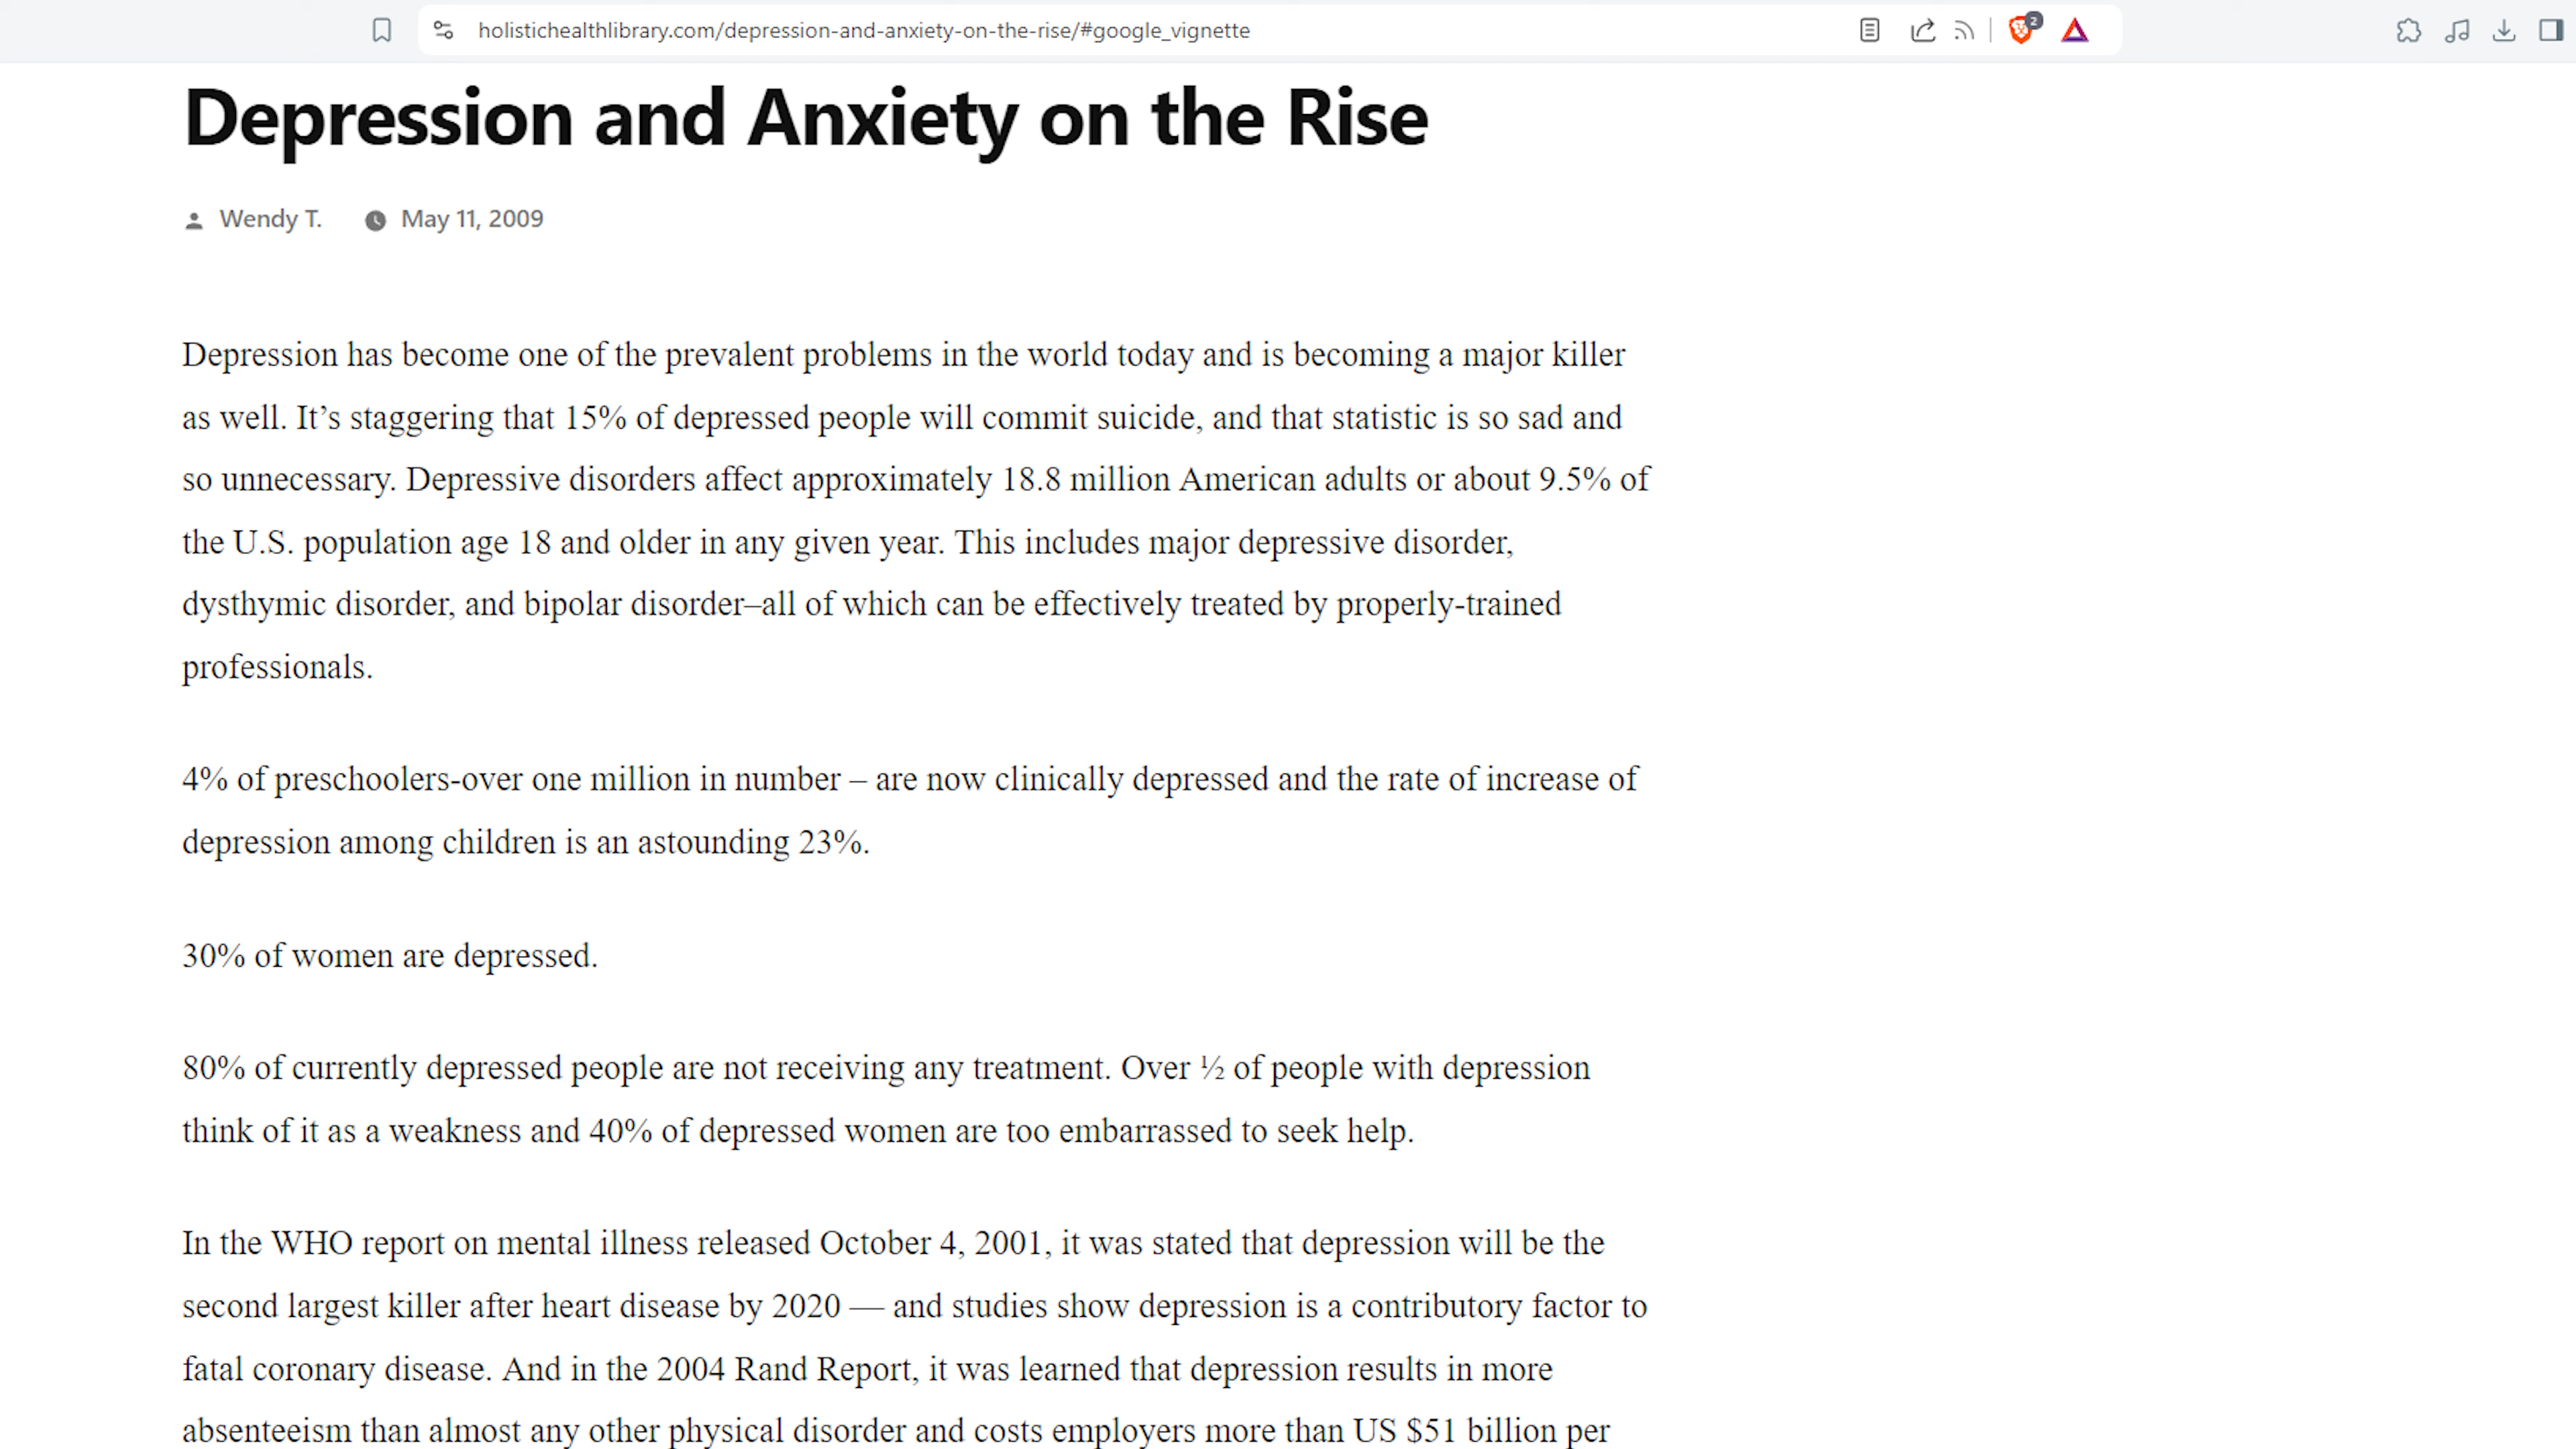 holistichealthlibrary.com/depression-and-anxiety-on-the-rise/#google_vignette
2
Depression and Anxiety on the Rise
Wendy T. May 11, 2009
Depression has become one of the prevalent problems in the world today and is becoming a major killer
as well. It’s staggering that 15% of depressed people will commit suicide, and that statistic is so sad and
so unnecessary. Depressive disorders affect approximately 18.8 million American adults or about 9.5% of
the U.S. population age 18 and older in any given year. This includes major depressive disorder,
dysthymic disorder, and bipolar disorder–all of which can be effectively treated by properly-trained
professionals.
4% of preschoolers-over one million in number – are now clinically depressed and the rate of increase of
depression among children is an astounding 23%.
30% of women are depressed.
80% of currently depressed people are not receiving any treatment. Over ½ of people with depression
think of it as a weakness and 40% of depressed women are too embarrassed to seek help.
In the WHO report on mental illness released October 4, 2001, it was stated that depression will be the
second largest killer after heart disease by 2020 — and studies show depression is a contributory factor to
fatal coronary disease. And in the 2004 Rand Report, it was learned that depression results in more
absenteeism than almost any other physical disorder and costs employers more than US $51 billion per